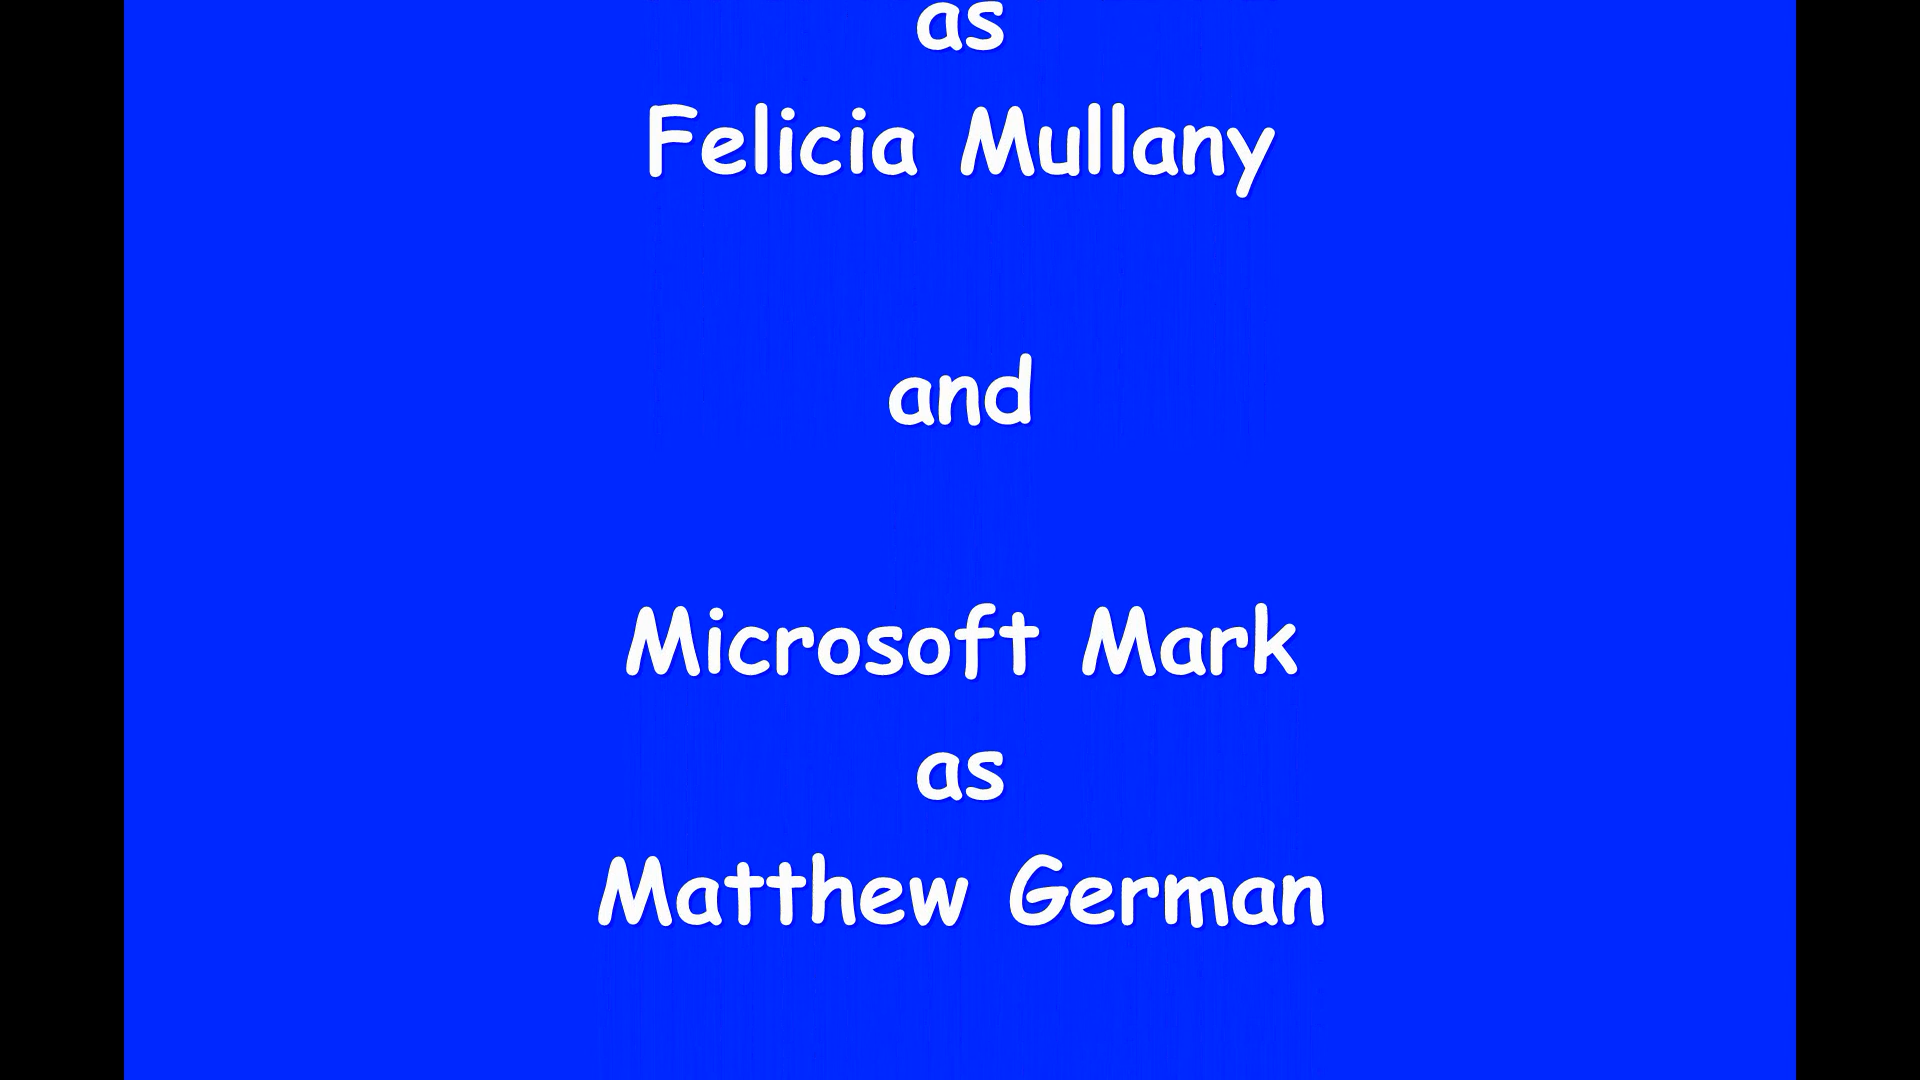 as
Felicia Mullany
and
Microsoft Mark
as
Matthew German